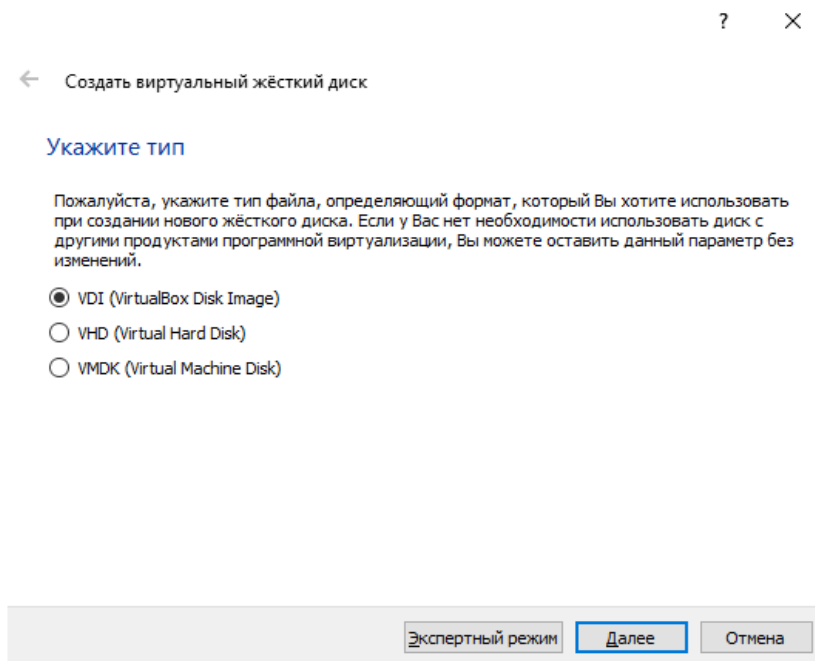 ?
Создать виртуальный жёсткий диск
Укажите тип
Пожалуйста, укажите тип файла, определяющий формат, который Вы хотите использовать
при создании нового жёсткого диска. Если у Вас нет необходимости использовать диск с
другими продуктами программной виртуализации, Вы можете оставить данный параметр без
изменений.
VDI (VirtualBox Disk Image)
VHD (Virtual Hard Disk)
VMDK (Virtual Machine Disk)
Экспертный режим Далее Отмена